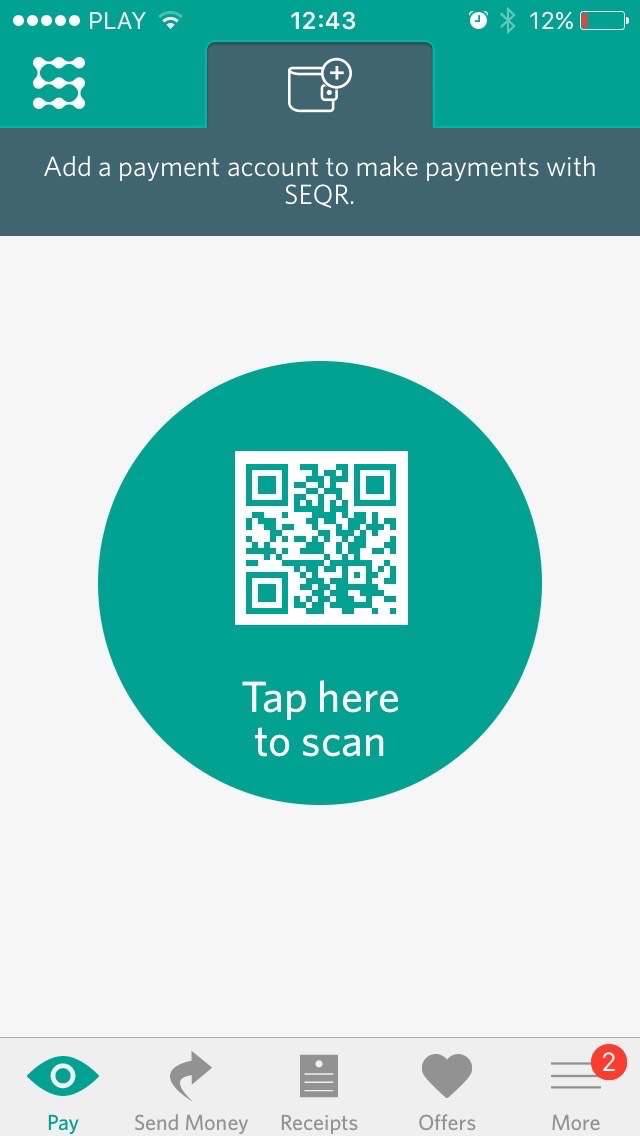 PLAY 12:43 12%
Add a payment account to make payments with
SEQR.
Tap here
to scan
2
Pay Send Money Receipts Offers More